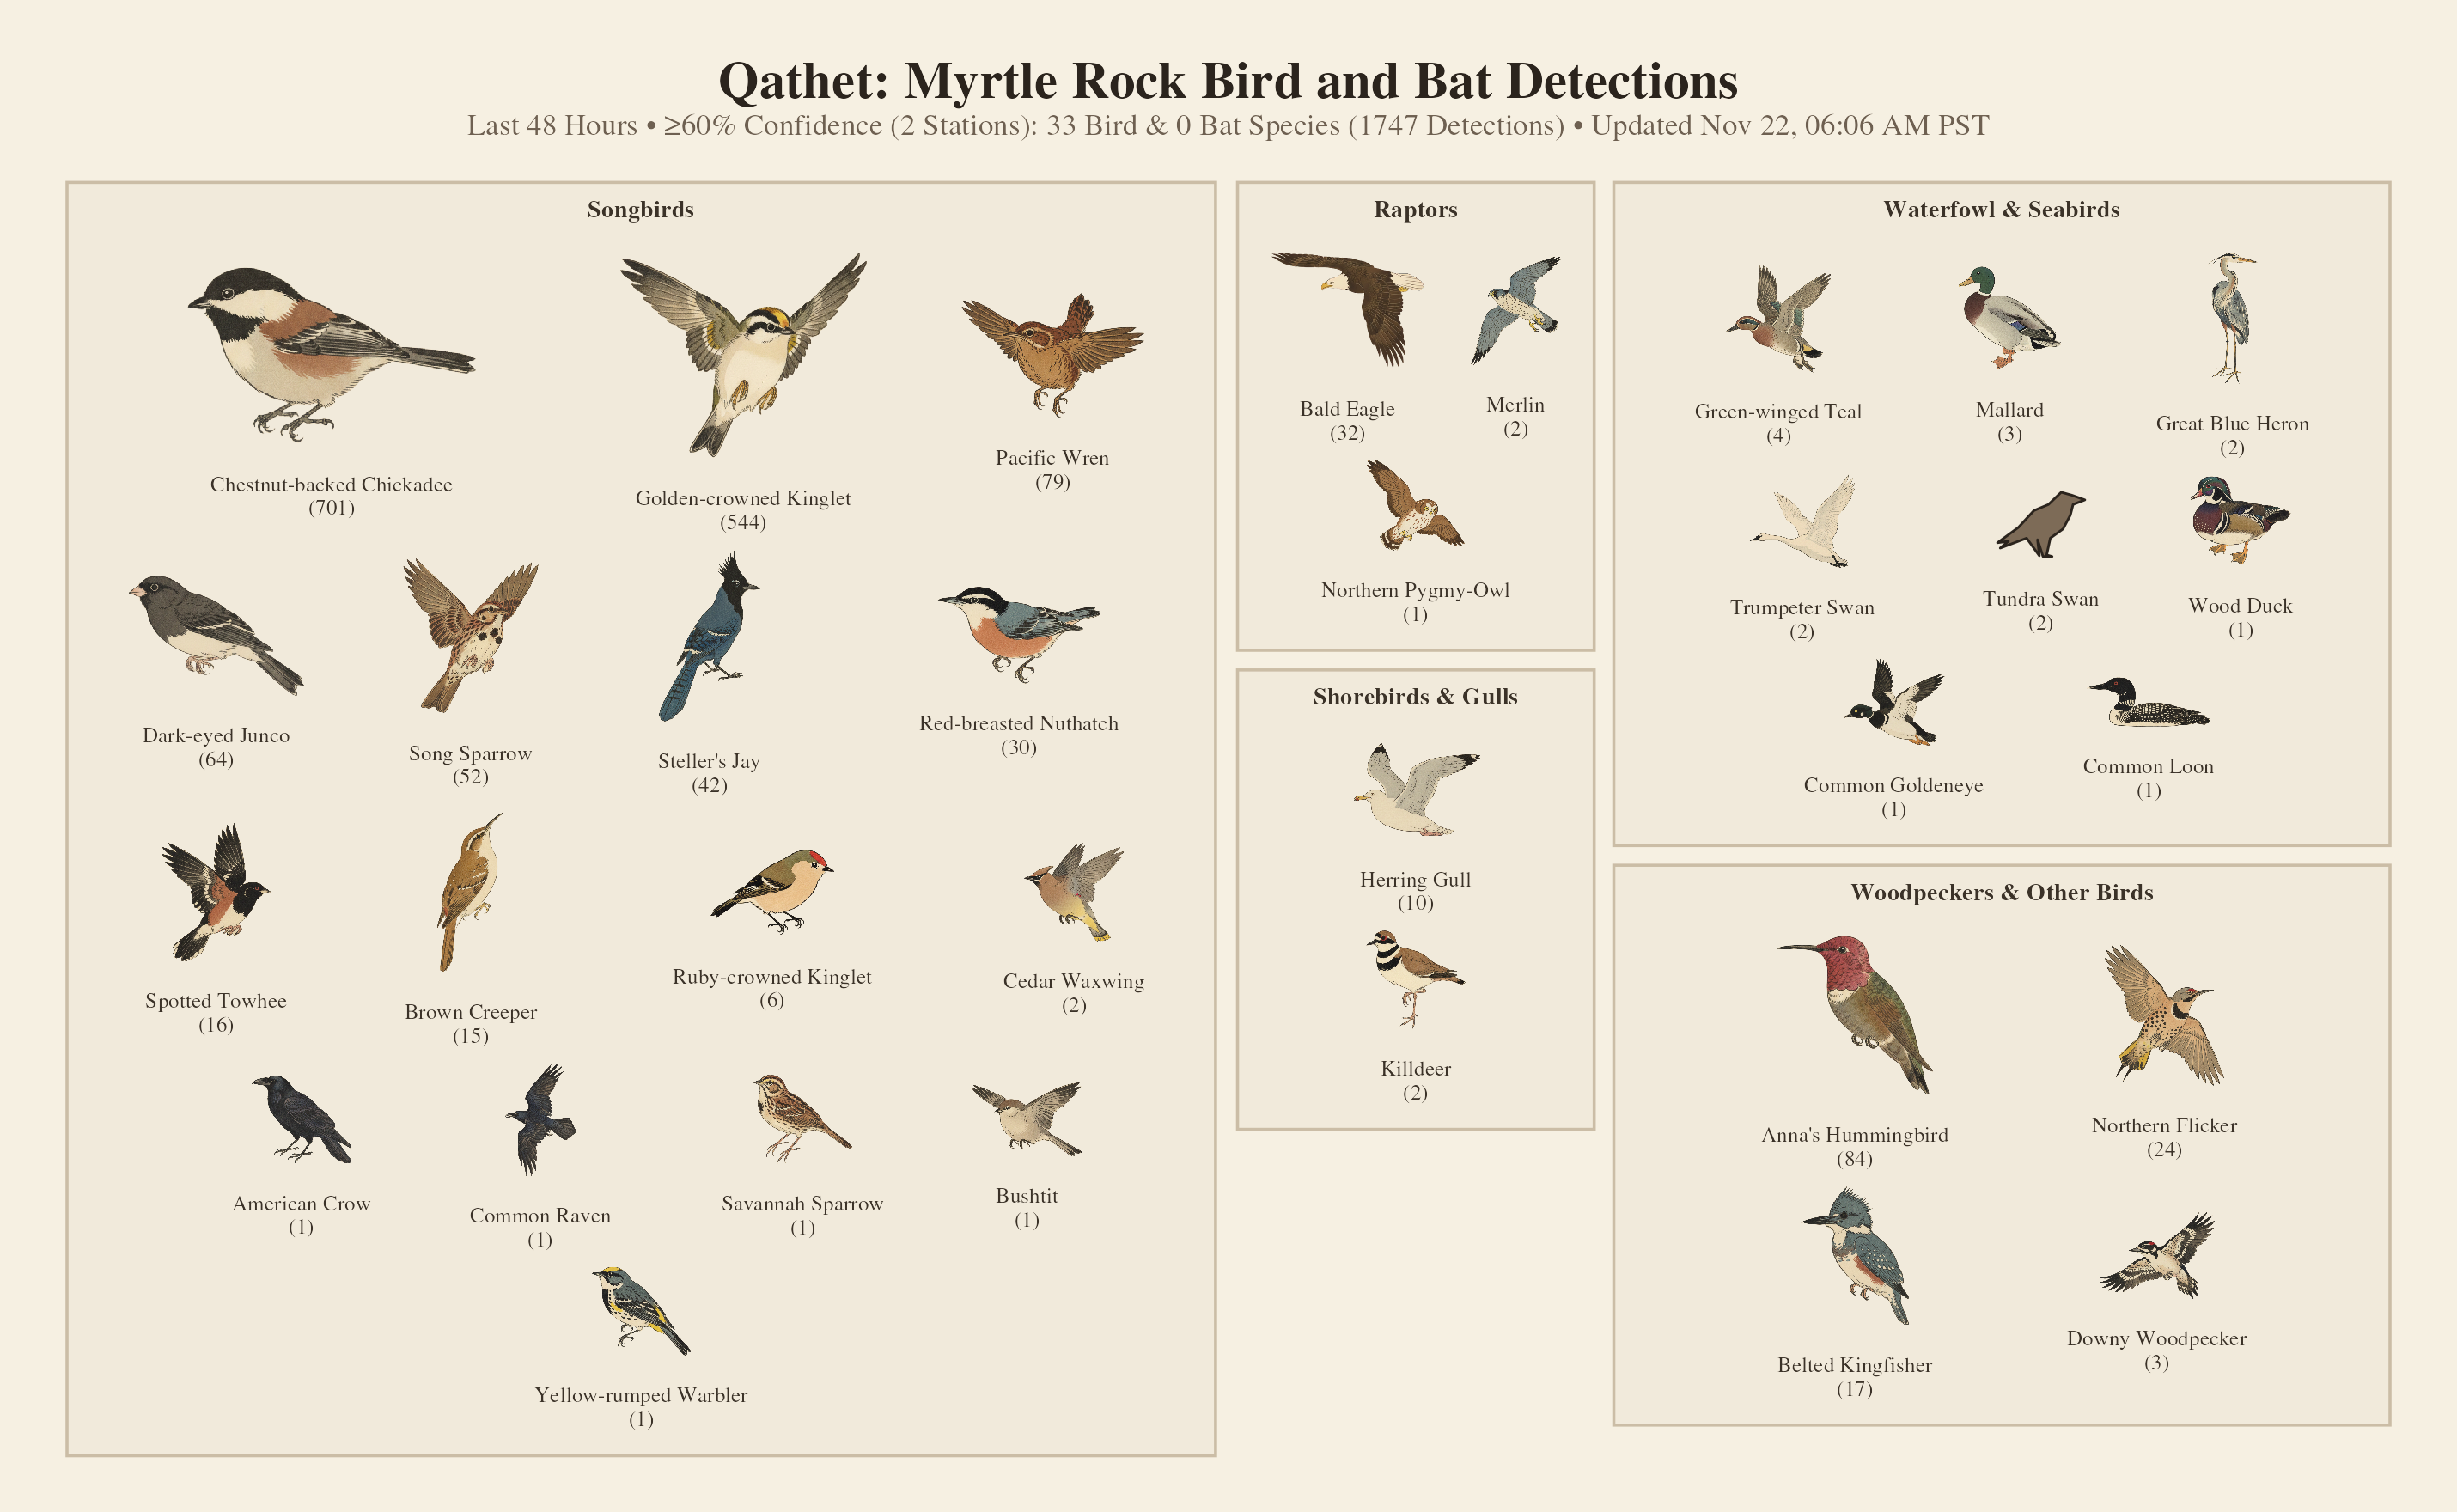 Qathet: Myrtle Rock Bird and Bat Detections
Last 48 Hours • ≥60% Confidence (2 Stations): 33 Bird & 0 Bat Species (1747 Detections) • Updated Nov 22, 06:06 AM PST
Songbirds
Chestnut-backed Chickadee
(701)
Golden-crowned Kinglet
(544)
Pacific Wren
(79)
Dark-eyed Junco
(64)
Song Sparrow
(52)
Steller's Jay
(42)
Red-breasted Nuthatch
(30)
Spotted Towhee
(16)
Brown Creeper
(15)
Ruby-crowned Kinglet
(6)
Cedar Waxwing
(2)
American Crow
(1)
Common Raven
(1)
Savannah Sparrow
(1)
Bushtit
(1)
Yellow-rumped Warbler
(1)
Raptors
Bald Eagle
(32)
Merlin
(2)
Northern Pygmy-Owl
(1)
Shorebirds & Gulls
Herring Gull
(10)
Killdeer
(2)
Waterfowl & Seabirds
Green-winged Teal
(4)
Mallard
(3)
Great Blue Heron
(2)
Trumpeter Swan
(2)
Tundra Swan
(2)
Wood Duck
(1)
Common Goldeneye
(1)
Common Loon
(1)
Woodpeckers & Other Birds
Anna's Hummingbird
(84)
Northern Flicker
(24)
Belted Kingfisher
(17)
Downy Woodpecker
(3)